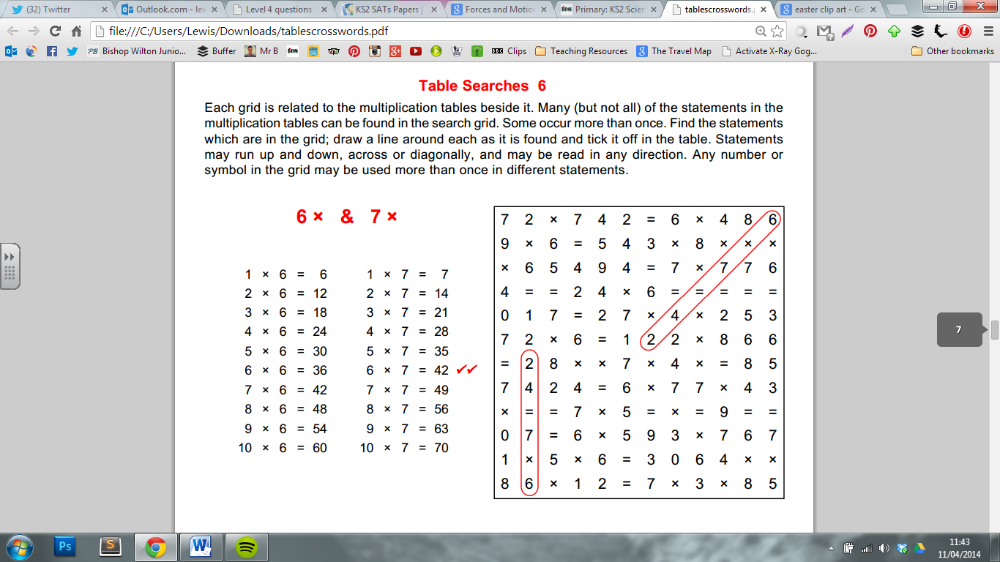 (32) Twitter
Outlook.com - lev
Level 4 questions
KS2 SATs Papers |
Forces and Motion
tes Primary: KS2 Scien
tablescrosswords.
easter clip art - Go
file:///C:/Users/Lewis/Downloads/tablescrosswords.pdf
Bishop Wilton Junio... Buffer Mr B tes Clips Teaching Resources The Travel Map Activate X-Ray Gog... Other bookmarks
Table Searches 6
Each grid is related to the multiplication tables beside it. Many (but not all) of the statements in the
multiplication tables can be found in the search grid. Some occur more than once. Find the statements
which are in the grid; draw a line around each as it is found and tick it off in the table. Statements
may run up and down, across or diagonally, and may be read in any direction. Any number or
symbol in the grid may be used more than once in different statements.
6 × & 7 ×
1 × 6 = 6
2 × 6 = 12
3 × 6 = 18
4 × 6 = 24
5 × 6 = 30
6 × 6 = 36
7 × 6 = 42
8 × 6 = 48
9 × 6 = 54
10 × 6 = 60
1 × 7 = 7
2 × 7 = 14
3 × 7 = 21
4 × 7 = 28
5 × 7 = 35
6 × 7 = 42 ✓✓
7 × 7 = 49
8 × 7 = 56
9 × 7 = 63
10 × 7 = 70
7 2 × 7 4 2 = 6 × 4 8 6
9 × 6 = 5 4 3 × 8 × × ×
× 6 5 4 9 4 = 7 × 7 7 6
4 = = 2 4 × 6 = = = = =
0 1 7 = 2 7 × 4 × 2 5 3
7 2 × 6 = 1 2 2 × 8 6 6
= 2 8 × × 7 × 4 × = 8 5
7 4 2 4 = 6 × 7 7 × 4 3
× = = 7 × 5 = × = 9 = =
0 7 = 6 × 5 9 3 × 7 6 7
1 × 5 × 6 = 3 0 6 4 × ×
8 6 × 1 2 = 7 × 3 × 8 5
7
Ps
S
W
11:43
11/04/2014